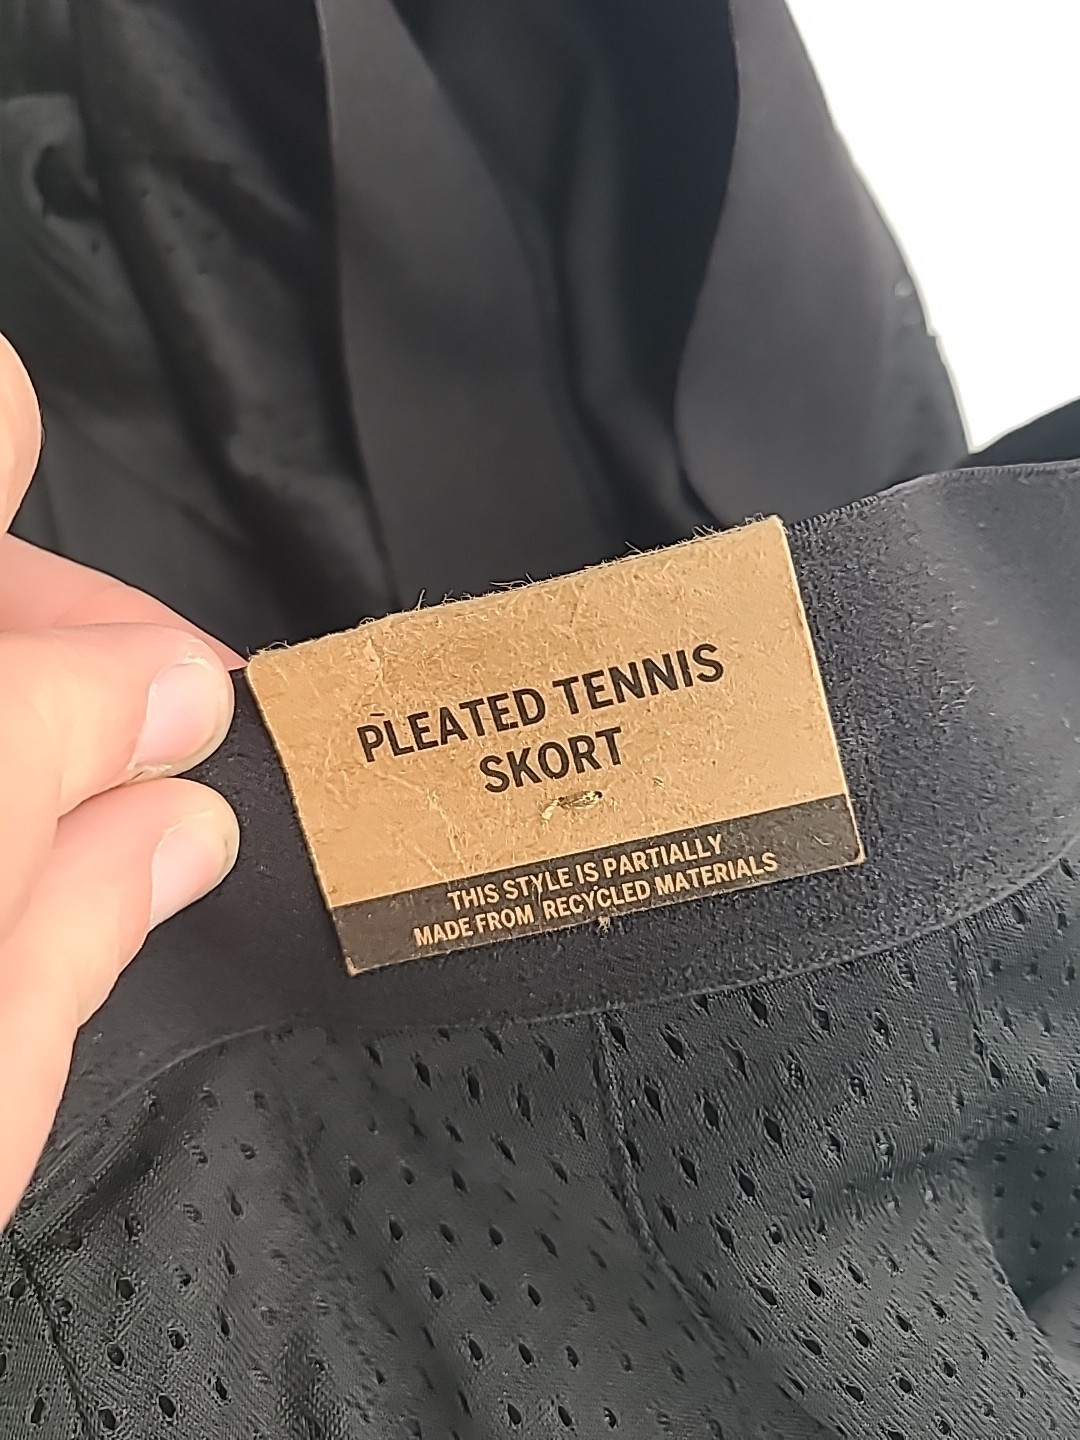 PLEATED TENNIS
SKORT
THIS STYLE IS PARTIALLY
MADE FROM RECYCLED MATERIALS